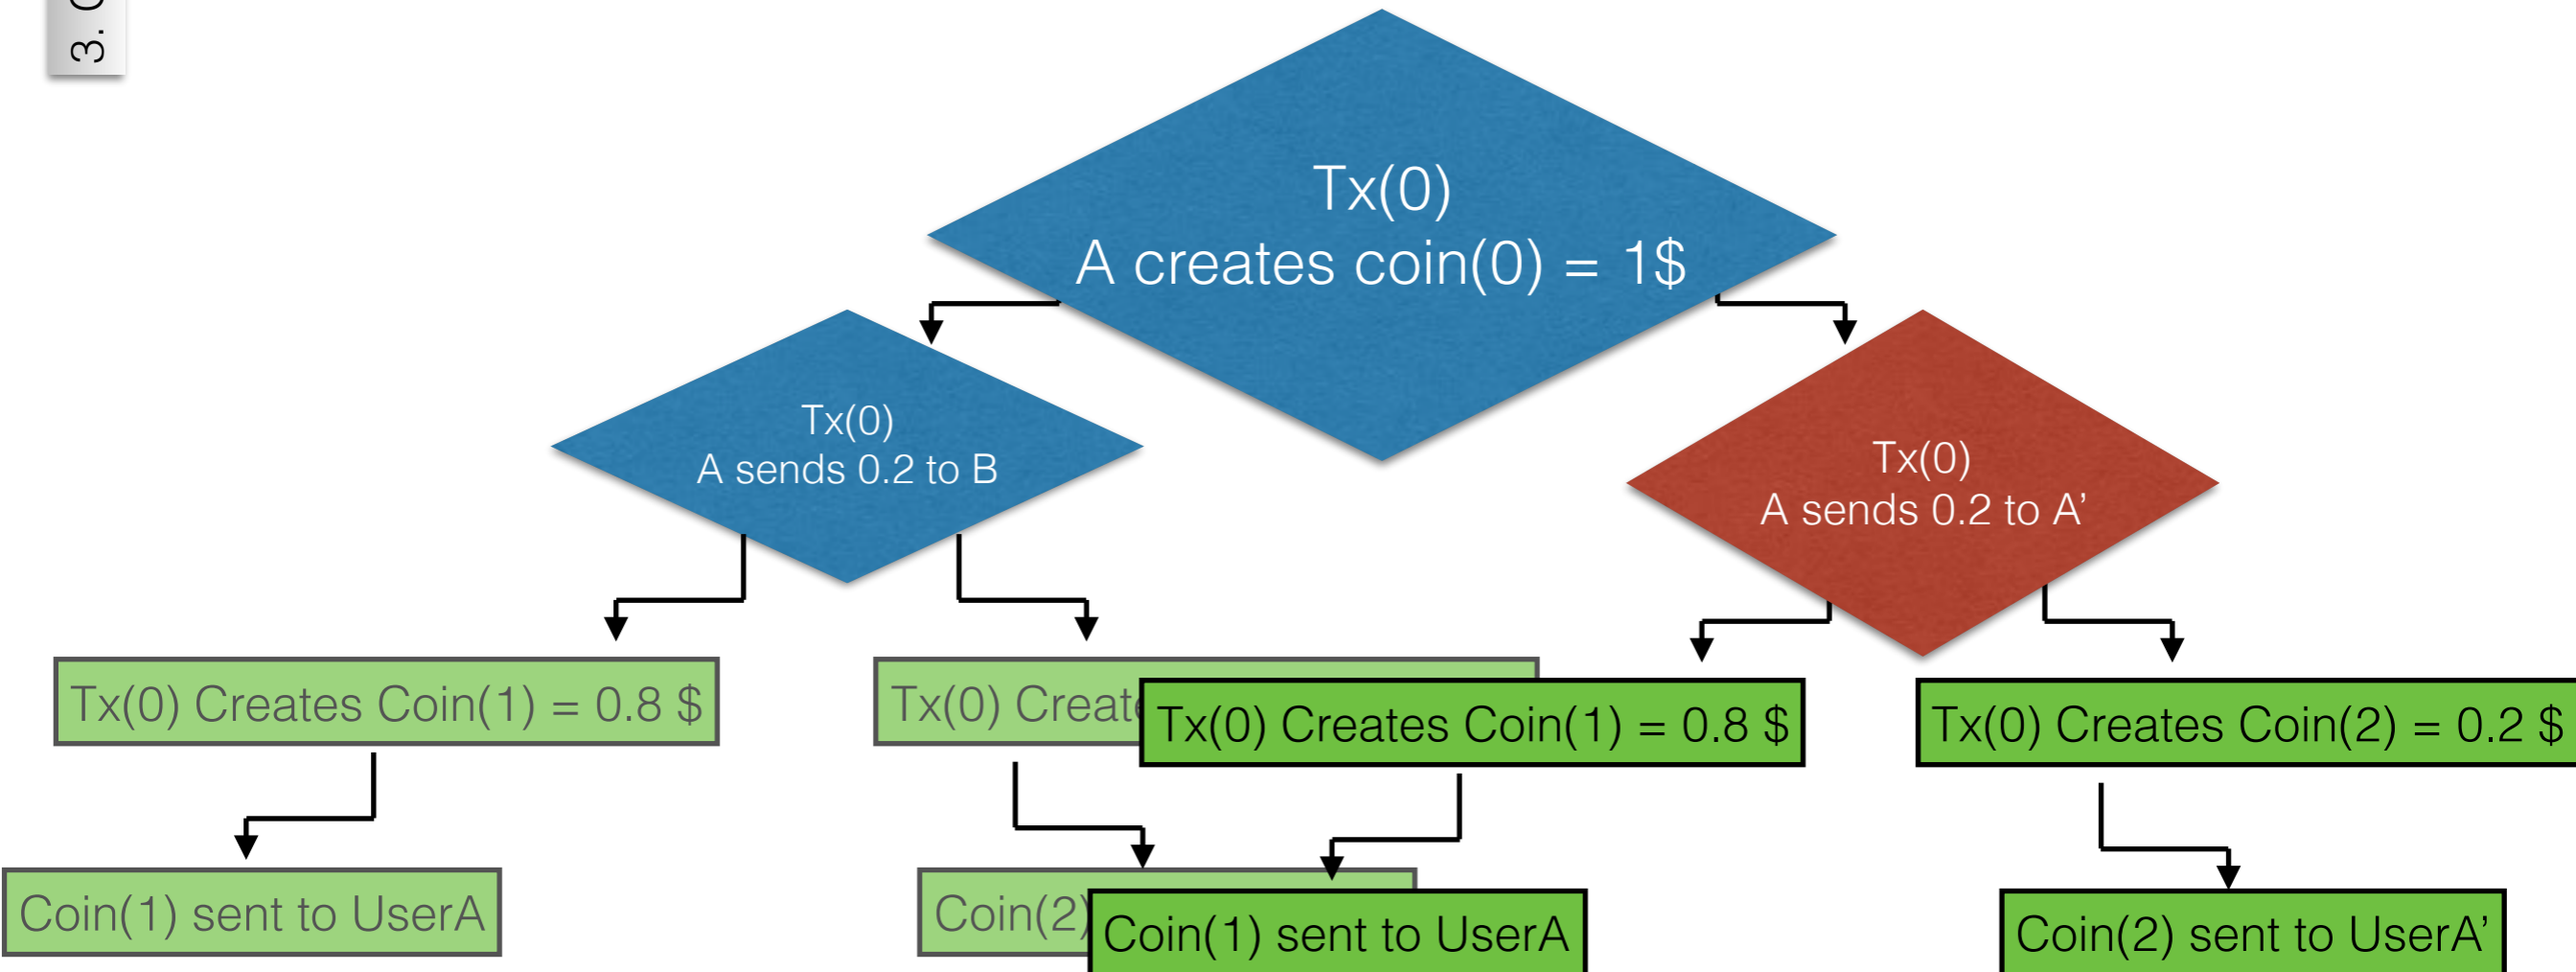 3.
Tx(0)
A creates coin(0) = 1$
Tx(0)
A sends 0.2 to B
Tx(0)
A sends 0.2 to A’
Tx(0) Creates Coin(1) = 0.8 $
Tx(0)
Tx(0) Creates Coin(1) = 0.8 $
Tx(0) Creates Coin(2) = 0.2 $
Coin(1) sent to UserA
Coin(2)
Coin(1) sent to UserA
Coin(2) sent to UserA’